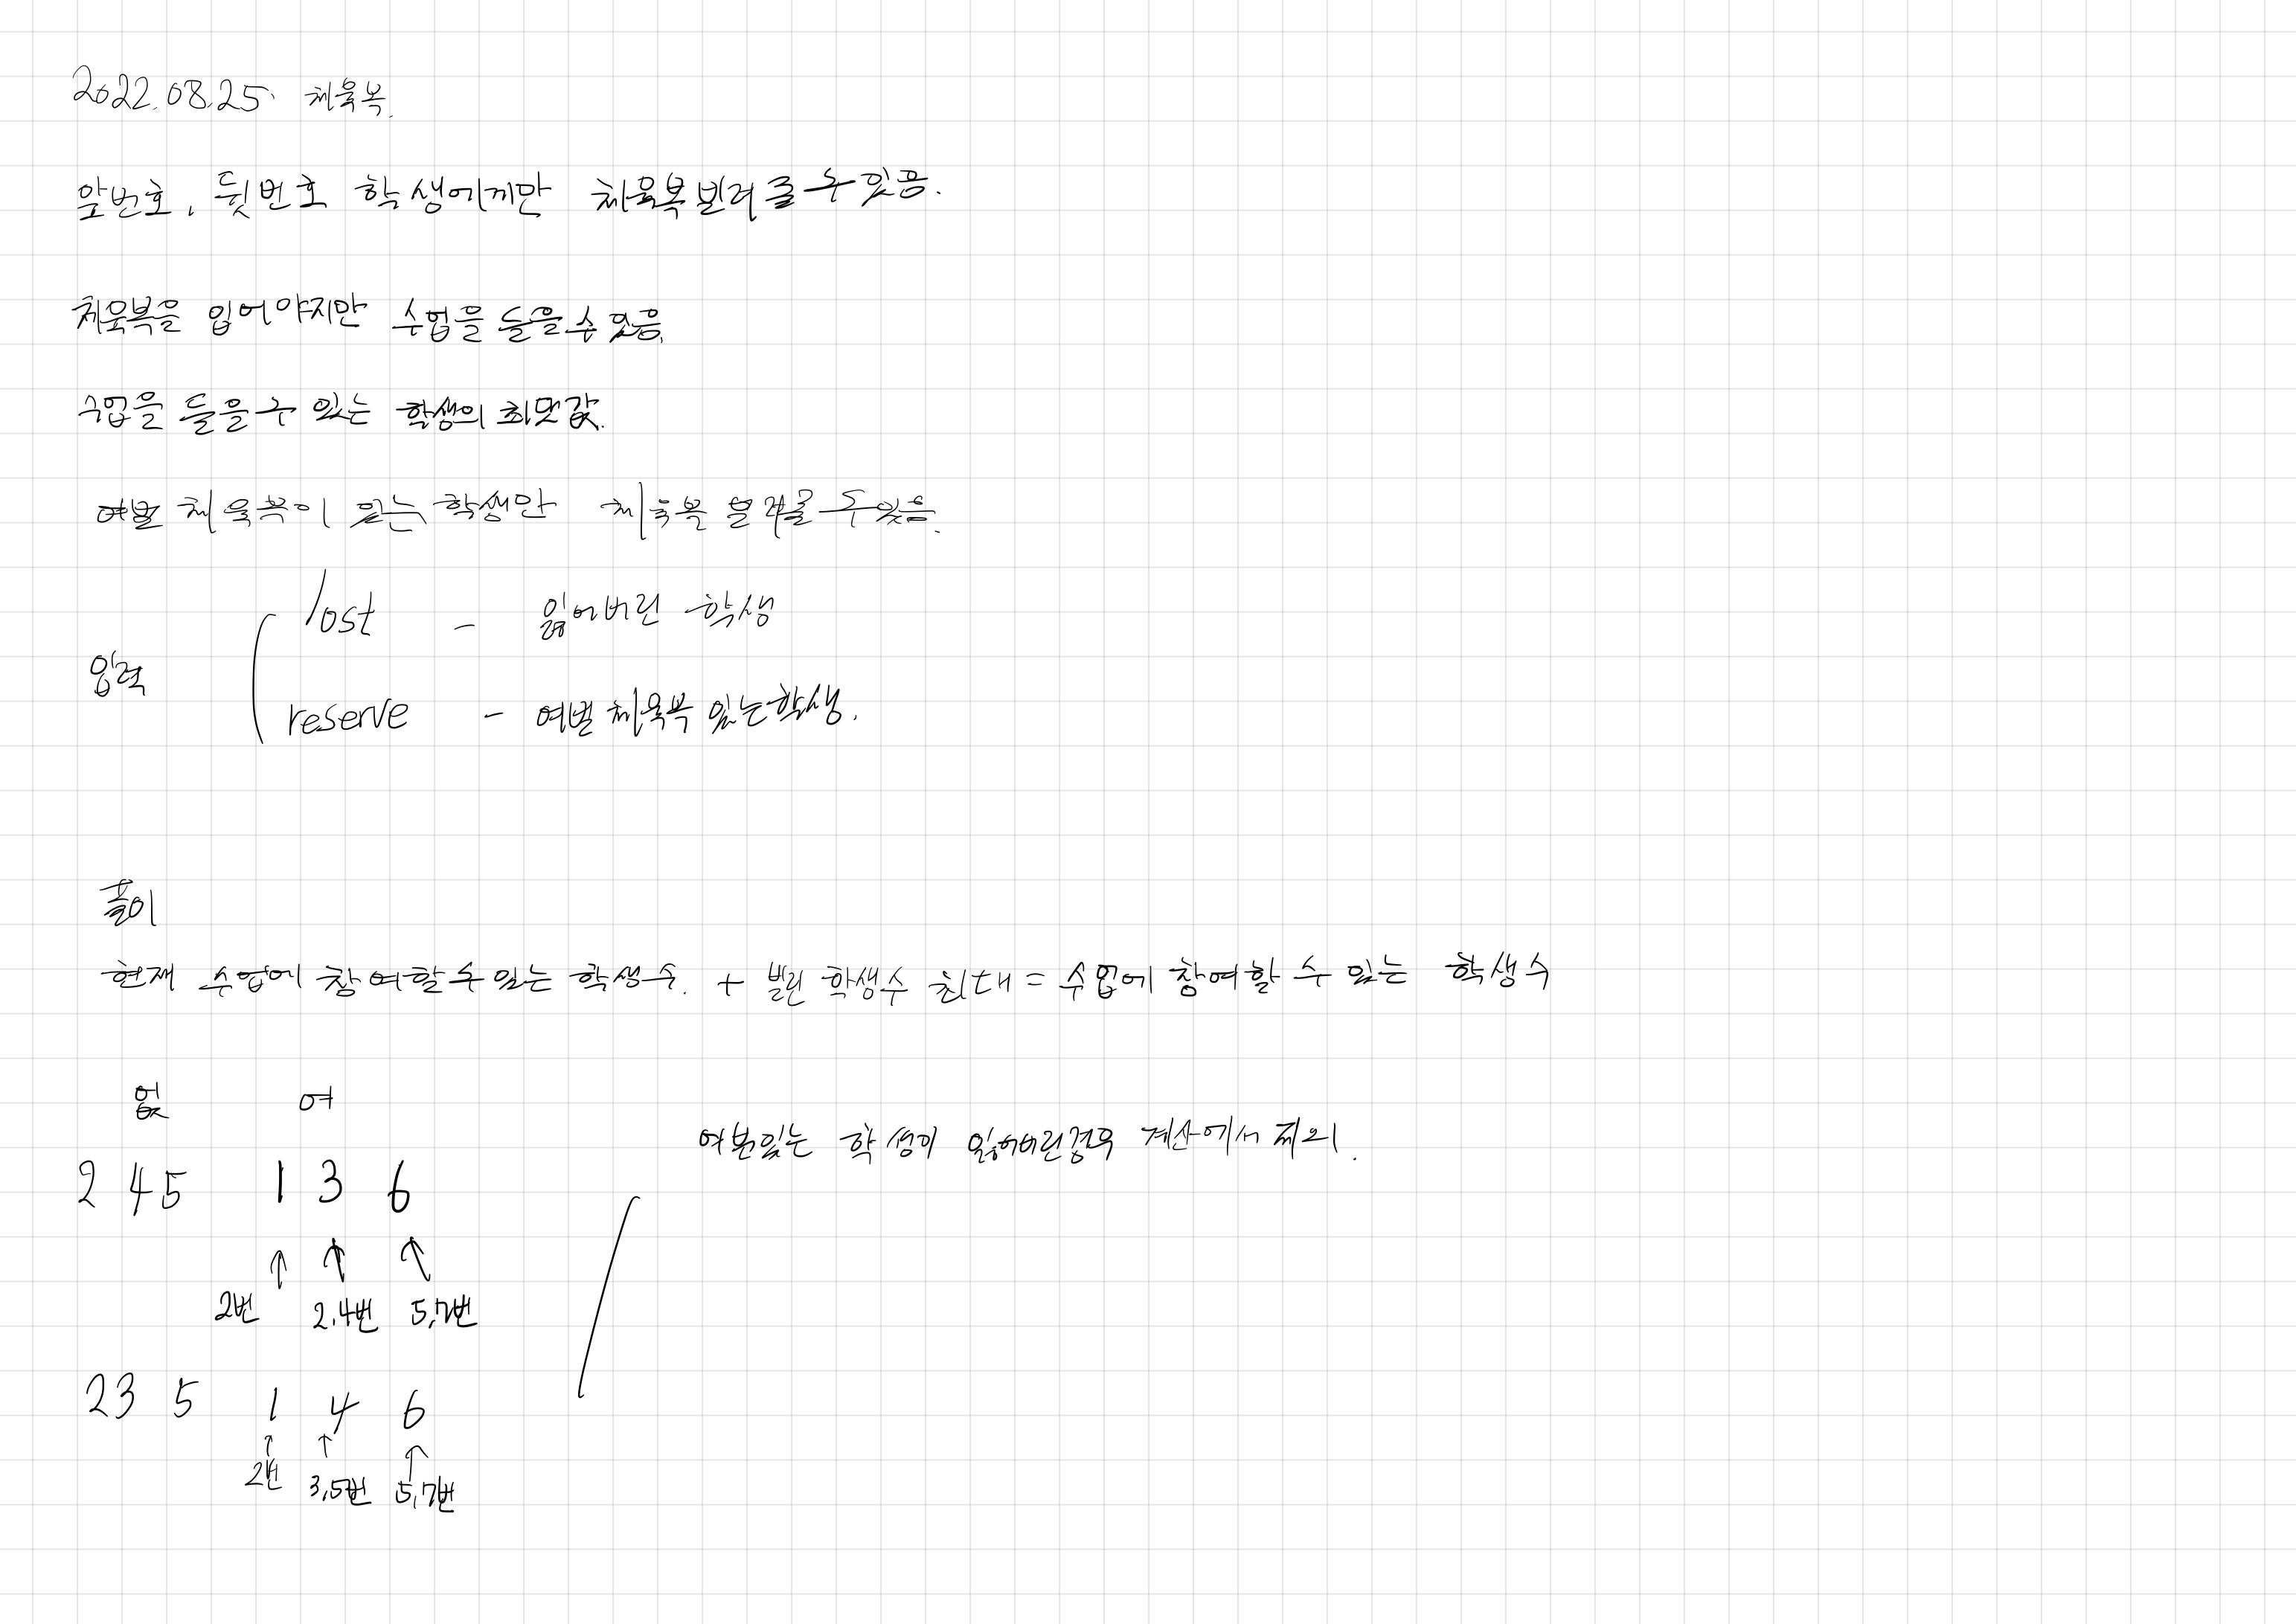 2022.08.25. 체육복.
앞번호, 뒷번호 학생에게만 체육복 빌려줄 수 있음.
체육복을 입어야지만 수업을 들을 수 있음.
수업을 들을 수 있는 학생의 최댓값.
여벌 체육복이 있는 학생만 체육복 빌려줄 수 있음.
lost - 잃어버린 학생
입력
reserve - 여벌 체육복 있는 학생.
풀이
현재 수업에 참여할 수 있는 학생수. + 빌린 학생수 최대 = 수업에 참여할 수 있는 학생 수
없 여
여분있는 학생이 잃어버린경우 계산에서 제외.
2 4 5 1 3 6
↑ ↑ ↑
2번 2,4번 5,7번
2 3 5 1 4 6
↑ ↑ ↑
2번 3,5번 5,7번